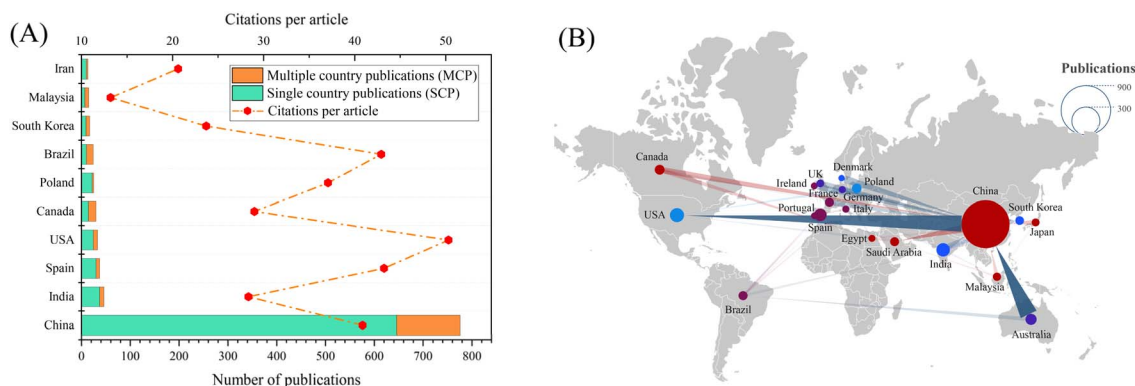 (A)
Citations per article
10 20 30 40 50
Iran
Malaysia
South Korea
Brazil
Poland
Canada
USA
Spain
India
China
Multiple country publications (MCP)
Single country publications (SCP)
Citations per article
0 100 200 300 400 500 600 700 800
Number of publications
(B)
Publications
900
300
Canada
Denmark
UK
Poland
Ireland
France
Germany
China
Portugal
Italy
South Korea
USA
Spain
Japan
Egypt
Saudi Arabia
India
Malaysia
Brazil
Australia